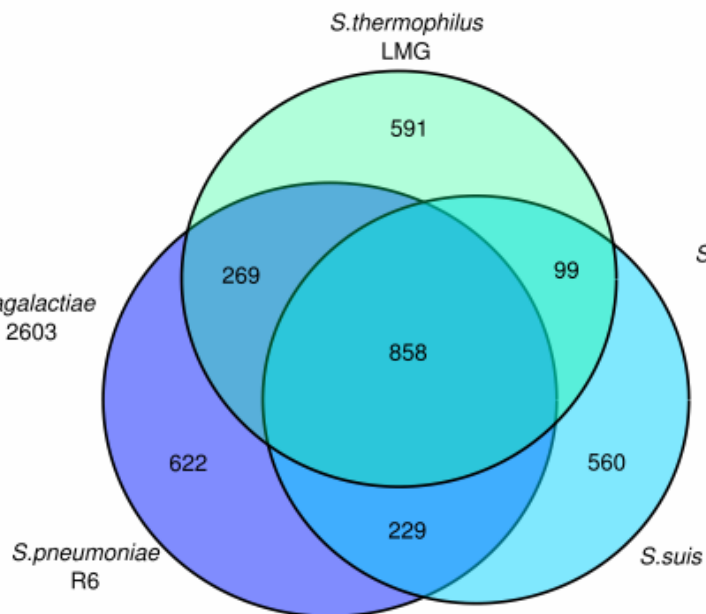 S.thermophilus
LMG
591
269
99
agalactiae
2603
858
622
560
229
S.pneumoniae
R6
S.suis